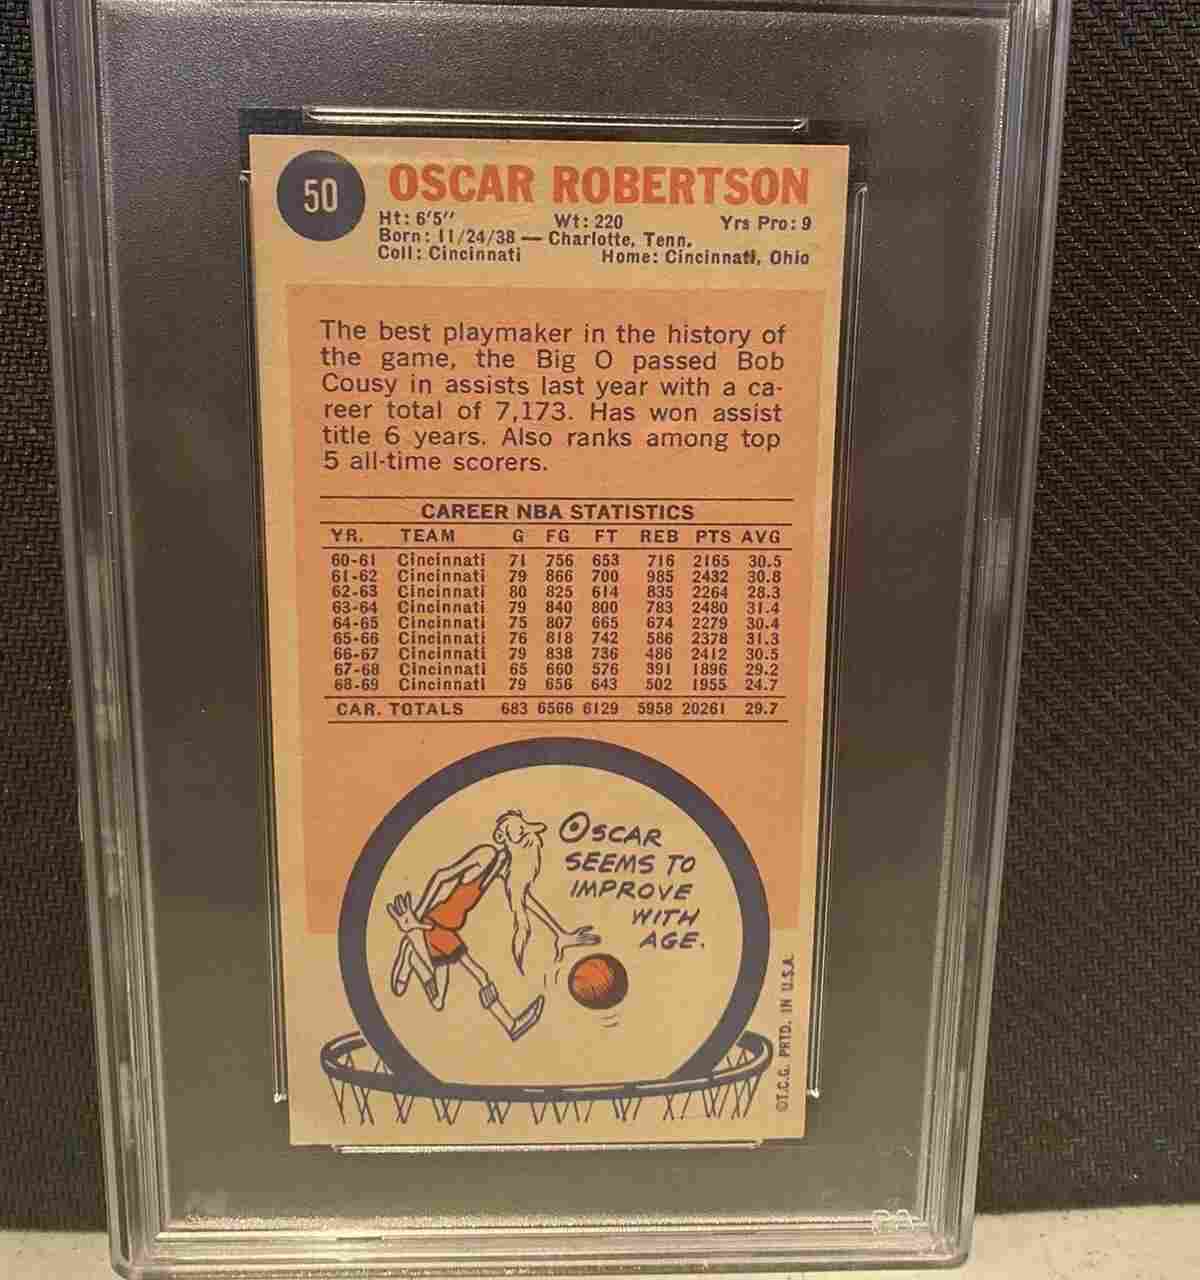 50
OSCAR ROBERTSON
Ht: 6'5" Wt: 220 Yrs Pro: 9
Born: 11/24/38 — Charlotte, Tenn.
Coll: Cincinnati Home: Cincinnati, Ohio
The best playmaker in the history of
the game, the Big O passed Bob
Cousy in assists last year with a ca-
reer total of 7,173. Has won assist
title 6 years. Also ranks among top
5 all-time scorers.
CAREER NBA STATISTICS
YR. TEAM G FG FT REB PTS AVG
60-61 Cincinnati 71 756 653 716 2165 30.5
61-62 Cincinnati 79 866 700 985 2432 30.8
62-63 Cincinnati 80 825 614 835 2264 28.3
63-64 Cincinnati 79 840 800 783 2480 31.4
64-65 Cincinnati 75 807 665 674 2279 30.4
65-66 Cincinnati 76 818 742 586 2378 31.3
66-67 Cincinnati 79 838 736 486 2412 30.5
67-68 Cincinnati 65 660 576 391 1896 29.2
68-69 Cincinnati 79 656 643 502 1955 24.7
CAR. TOTALS 683 6566 6129 5958 20261 29.7
OSCAR
SEEMS TO
IMPROVE
WITH
AGE.
©T.C.G. PRTD. IN U.S.A.